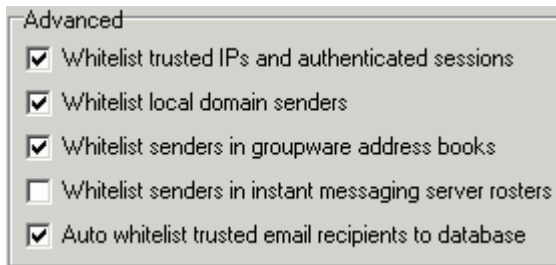 Advanced
Whitelist trusted IPs and authenticated sessions
Whitelist local domain senders
Whitelist senders in groupware address books
Whitelist senders in instant messaging server rosters
Auto whitelist trusted email recipients to database